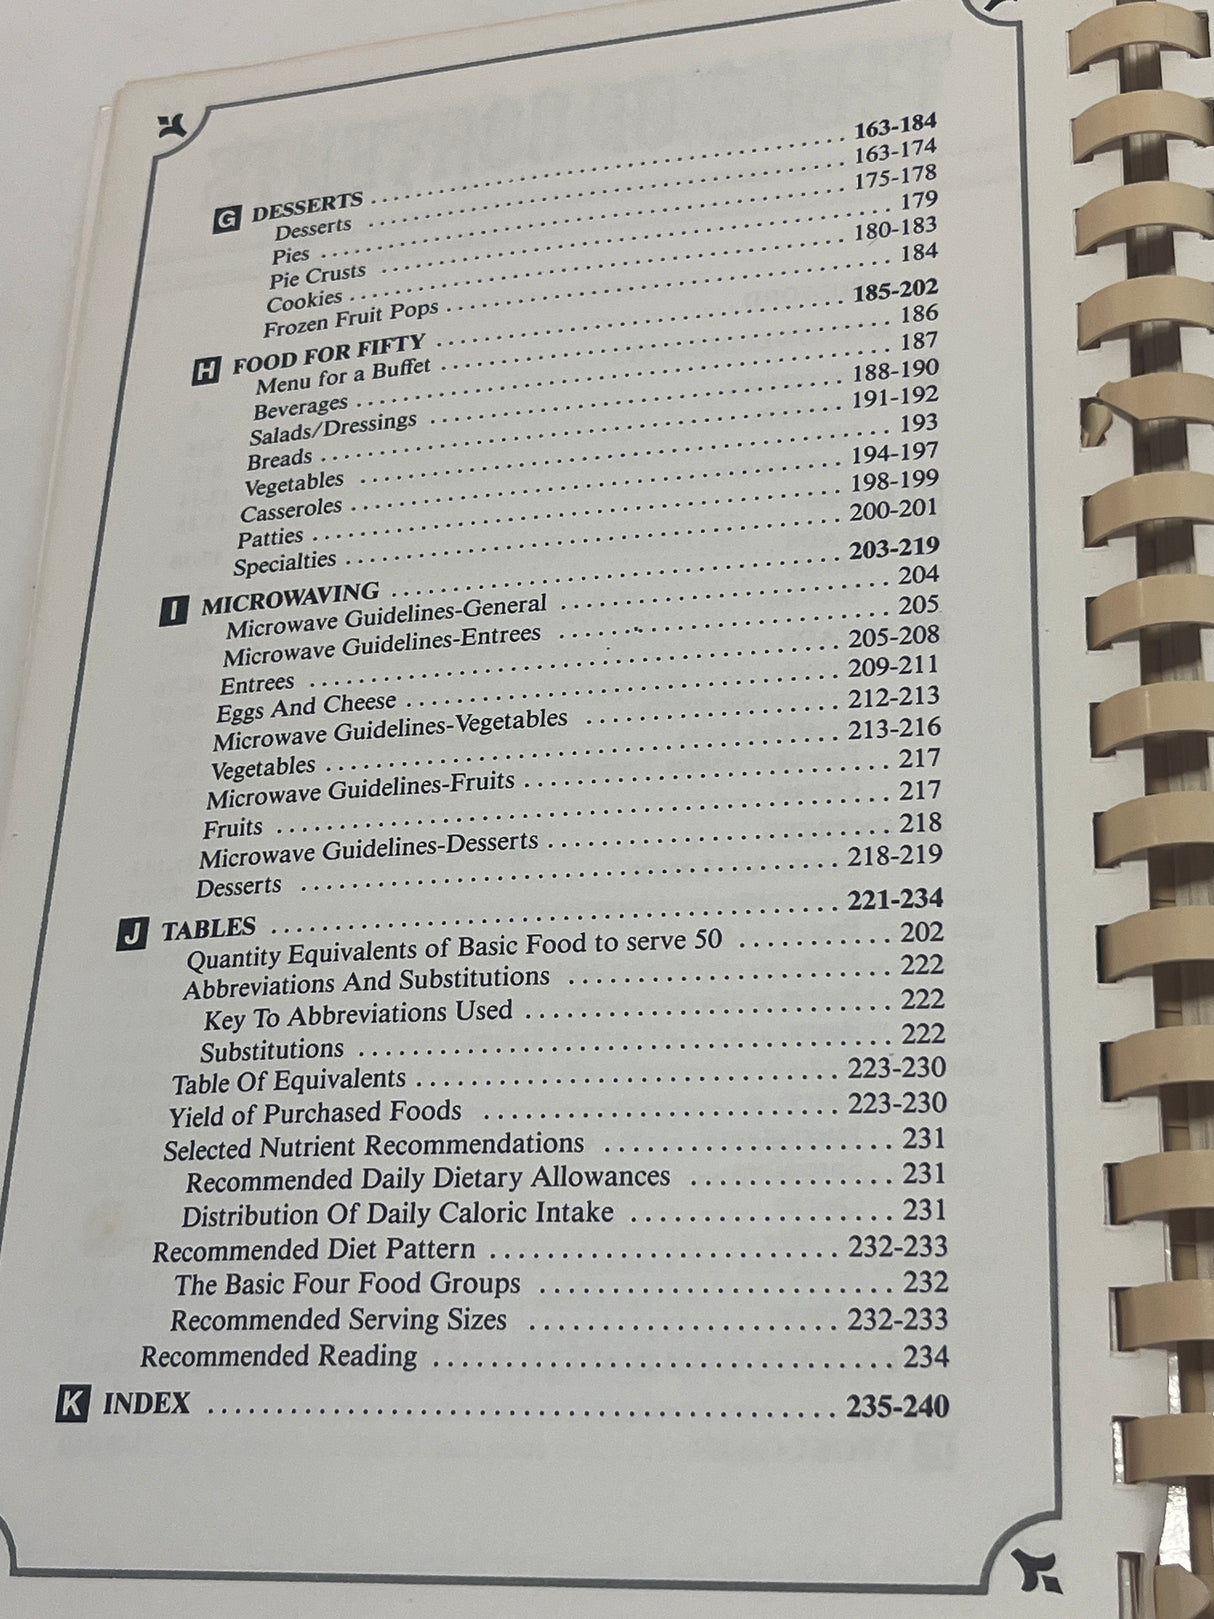 G DESSERTS 163-184
Desserts 163-174
Pies 175-178
Pie Crusts 179
Cookies 180-183
Frozen Fruit Pops 184
H FOOD FOR FIFTY 185-202
Menu for a Buffet 186
Beverages 187
Salads/Dressings 188-190
Breads 191-192
Vegetables 193
Casseroles 194-197
Patties 198-199
Specialties 200-201
I MICROWAVING 203-219
Microwave Guidelines-General 204
Microwave Guidelines-Entrees 205
Entrees 205-208
Eggs And Cheese 209-211
Microwave Guidelines-Vegetables 212-213
Vegetables 213-216
Microwave Guidelines-Fruits 217
Fruits 217
Microwave Guidelines-Desserts 218
Desserts 218-219
J TABLES 221-234
Quantity Equivalents of Basic Food to serve 50 202
Abbreviations And Substitutions 222
Key To Abbreviations Used 222
Substitutions 222
Table Of Equivalents 223-230
Yield of Purchased Foods 223-230
Selected Nutrient Recommendations 231
Recommended Daily Dietary Allowances 231
Distribution Of Daily Caloric Intake 231
Recommended Diet Pattern 232-233
The Basic Four Food Groups 232
Recommended Serving Sizes 232-233
Recommended Reading 234
K INDEX 235-240